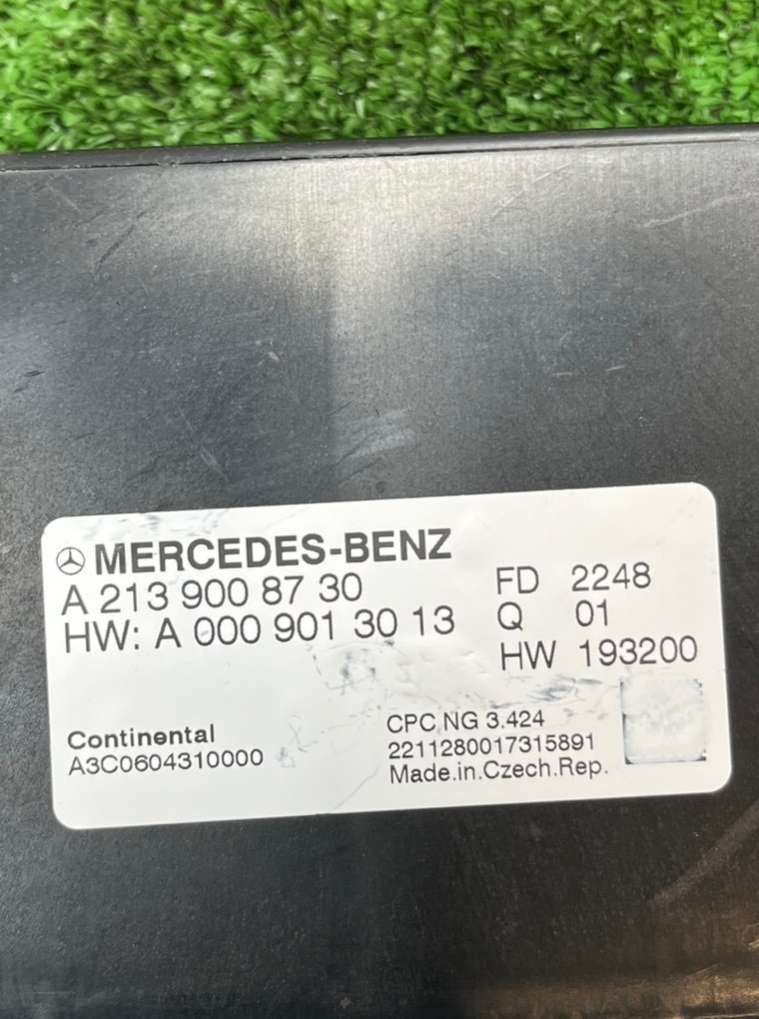 MERCEDES-BENZ
A 213 900 87 30
HW: A 000 901 30 13
FD 2248
Q 01
HW 193200
Continental
A3C0604310000
CPC NG 3.424
2211280017315891
Made.in.Czech.Rep.